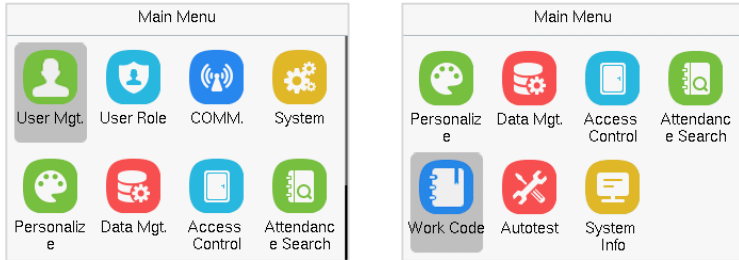 Main Menu
User Mgt.
User Role
COMM.
System
Personaliz
e
Data Mgt.
Access
Control
Attendanc
e Search
Main Menu
Personaliz
e
Data Mgt.
Access
Control
Attendanc
e Search
Work Code
Autotest
System
Info